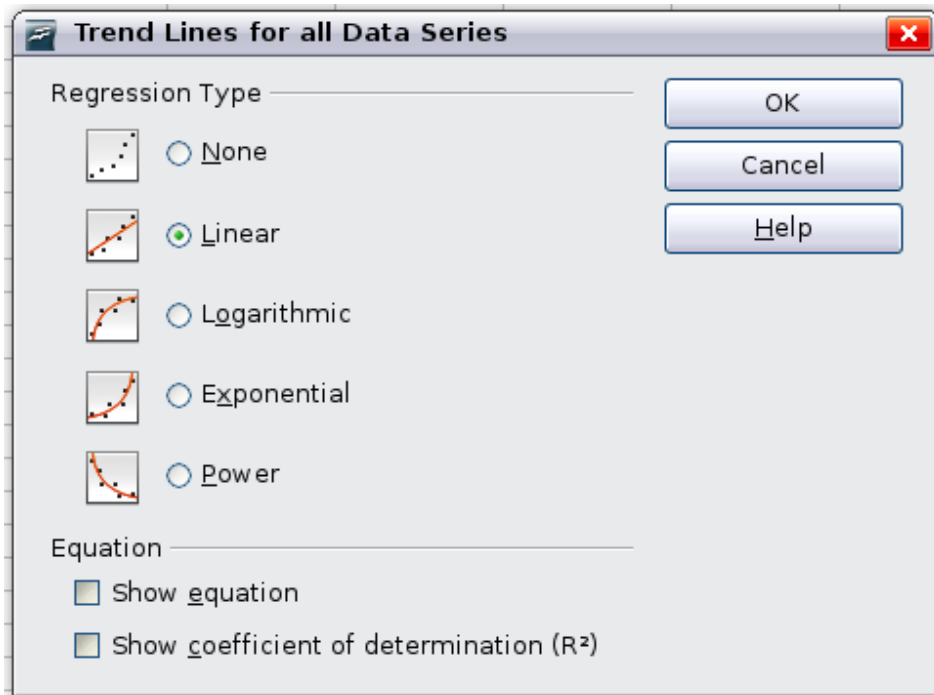 Trend Lines for all Data Series
Regression Type
None
Linear
Logarithmic
Exponential
Power
OK
Cancel
Help
Equation
Show equation
Show coefficient of determination (R²)